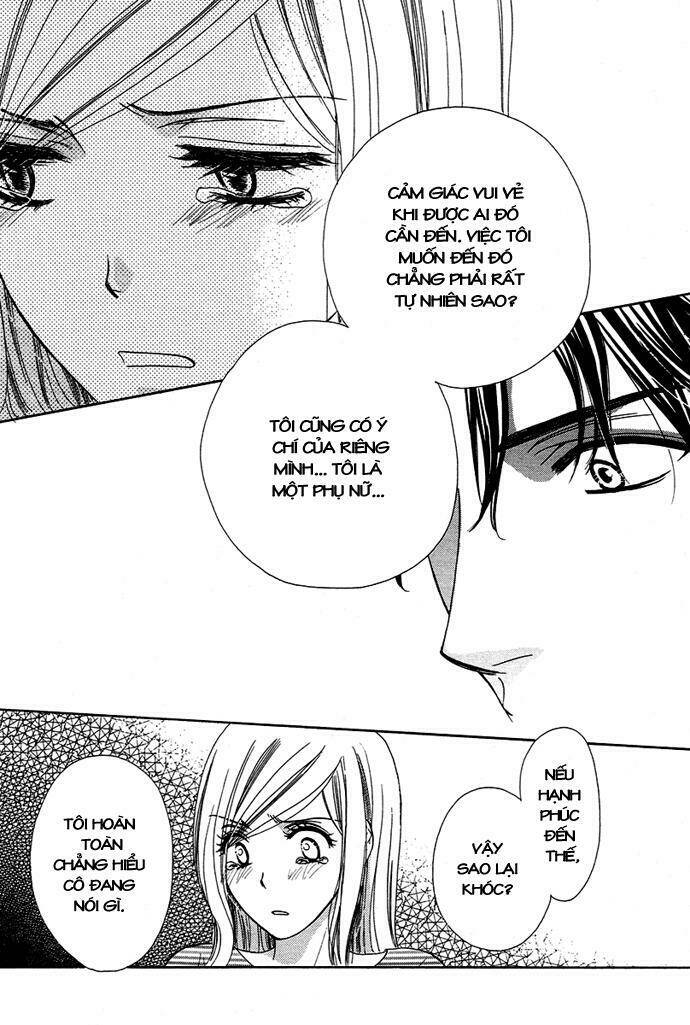 CẢM GIÁC VUI VẺ
KHI ĐƯỢC AI ĐÓ
CẦN ĐẾN. VIỆC TÔI
MUỐN ĐẾN ĐÓ
CHẲNG PHẢI RẤT
TỰ NHIÊN SAO?
TÔI CŨNG CÓ Ý
CHÍ CỦA RIÊNG
MÌNH... TÔI LÀ
MỘT PHỤ NỮ...
NẾU
HẠNH
PHÚC
ĐẾN
THẾ,
VẬY
SAO LẠI
KHÓC?
TÔI HOÀN
TOÀN
CHẲNG HIỂU
CÔ ĐANG
NÓI GÌ.